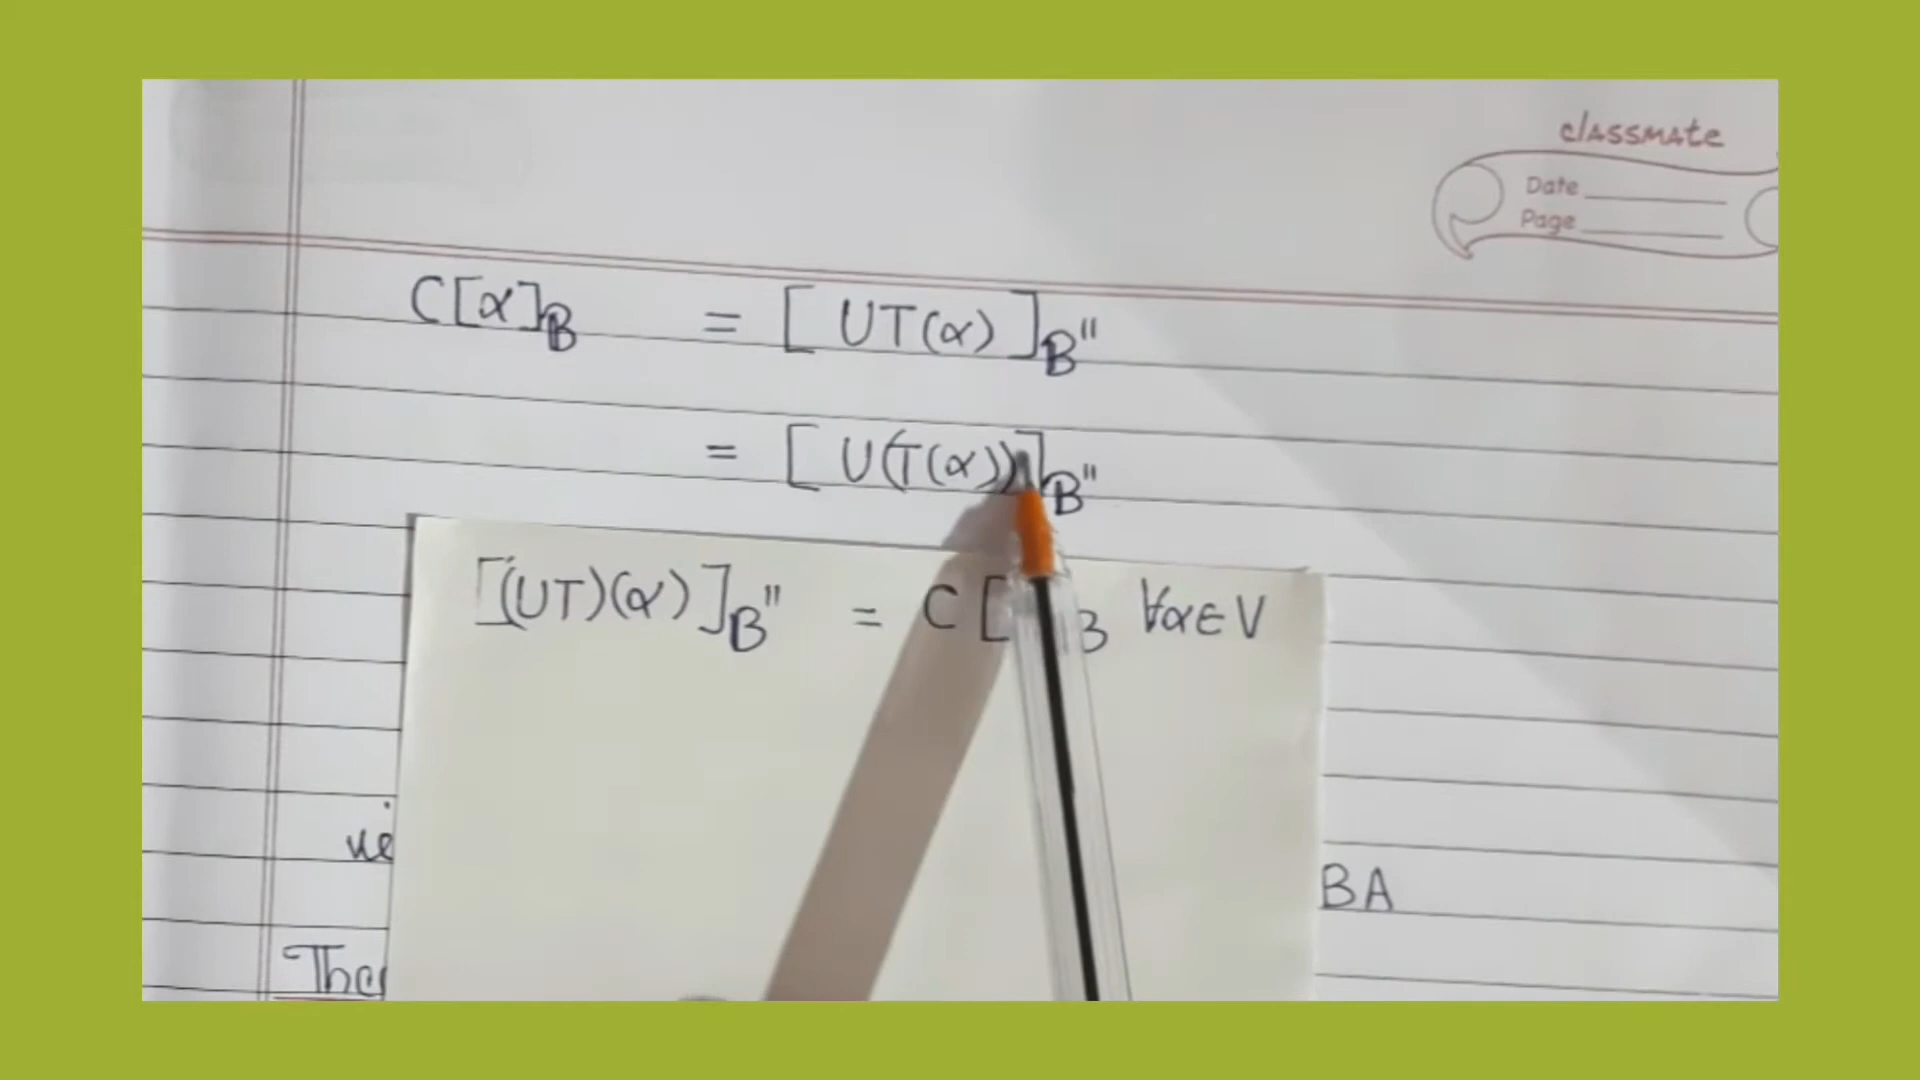 classmate
Date
Page
C[α]B = [ UT(α) ]B"
= [ U(T(α))]B"
[(UT)(α)]B" = C[ B ∀α∈V
BA